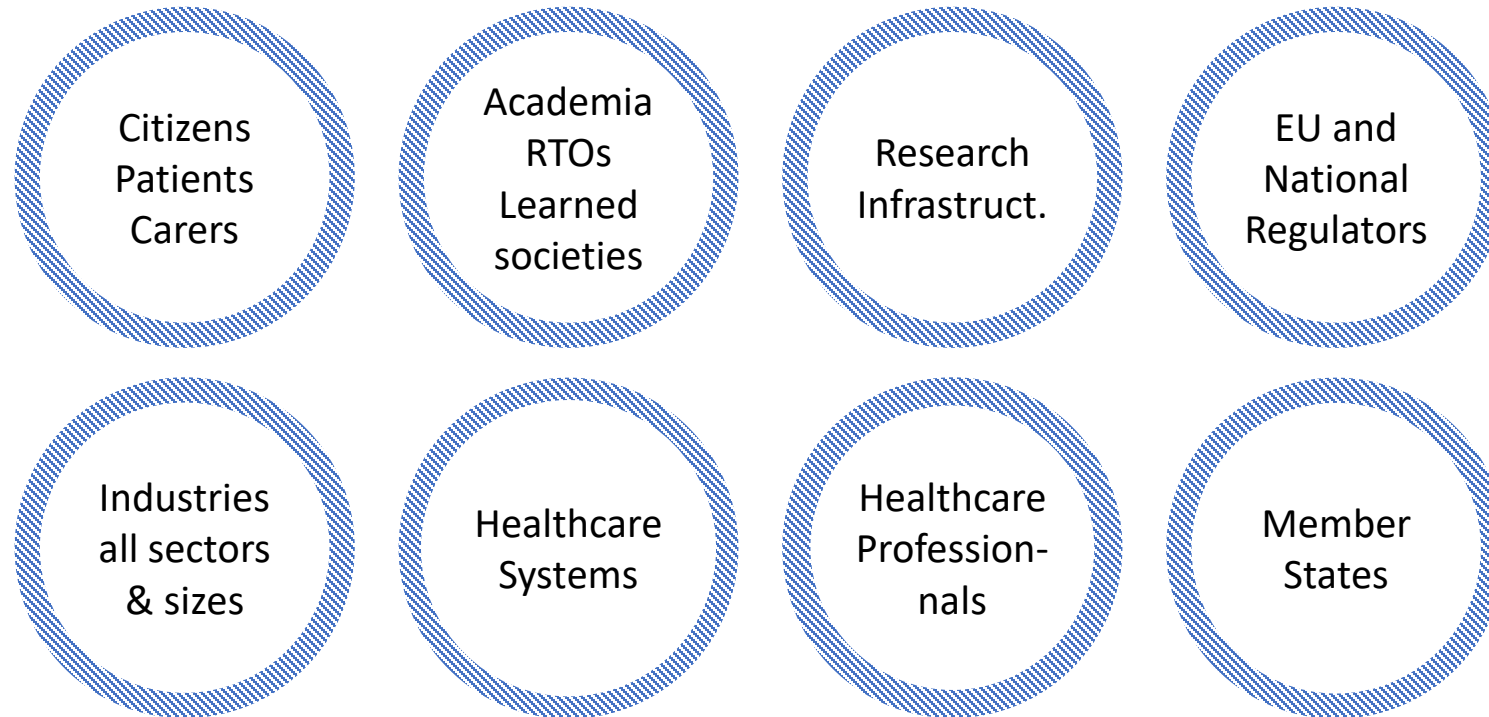 Citizens
Patients
Carers
Academia
RTOs
Learned
societies
Research
Infrastruct.
EU and
National
Regulators
Industries
all sectors
& sizes
Healthcare
Systems
Healthcare
Profession-
nals
Member
States